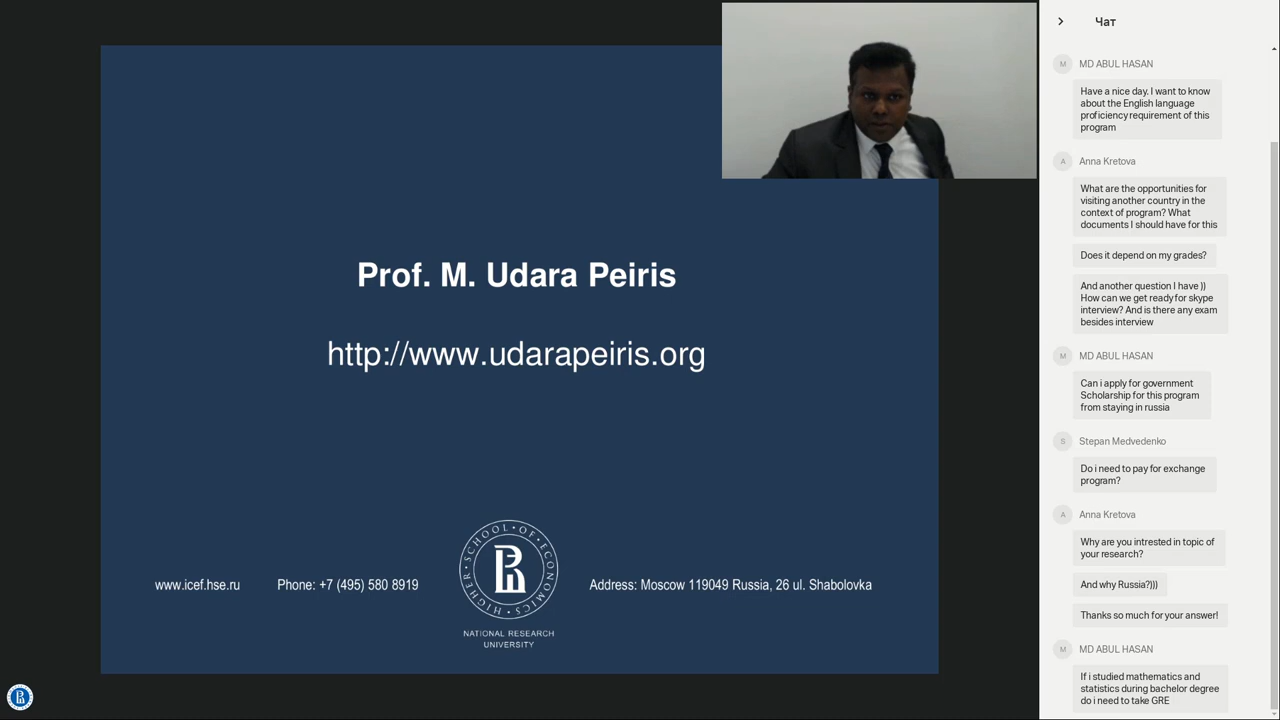 Prof. M. Udara Peiris
http://www.udarapeiris.org
www.icef.hse.ru
Phone: +7 (495) 580 8919
HIGHER • SCHOOL • OF • ECONOMICS •
NATIONAL RESEARCH
UNIVERSITY
Address: Moscow 119049 Russia, 26 ul. Shabolovka
Чат
M
MD ABUL HASAN
Have a nice day. I want to know
about the English language
proficiency requirement of this
program
A
Anna Kretova
What are the opportunities for
visiting another country in the
context of program? What
documents I should have for this
Does it depend on my grades?
And another question I have ))
How can we get ready for skype
interview? And is there any exam
besides interview
M
MD ABUL HASAN
Can i apply for government
Scholarship for this program
from staying in russia
S
Stepan Medvedenko
Do i need to pay for exchange
program?
A
Anna Kretova
Why are you intrested in topic of
your research?
And why Russia?)))
Thanks so much for your answer!
M
MD ABUL HASAN
If i studied mathematics and
statistics during bachelor degree
do i need to take GRE